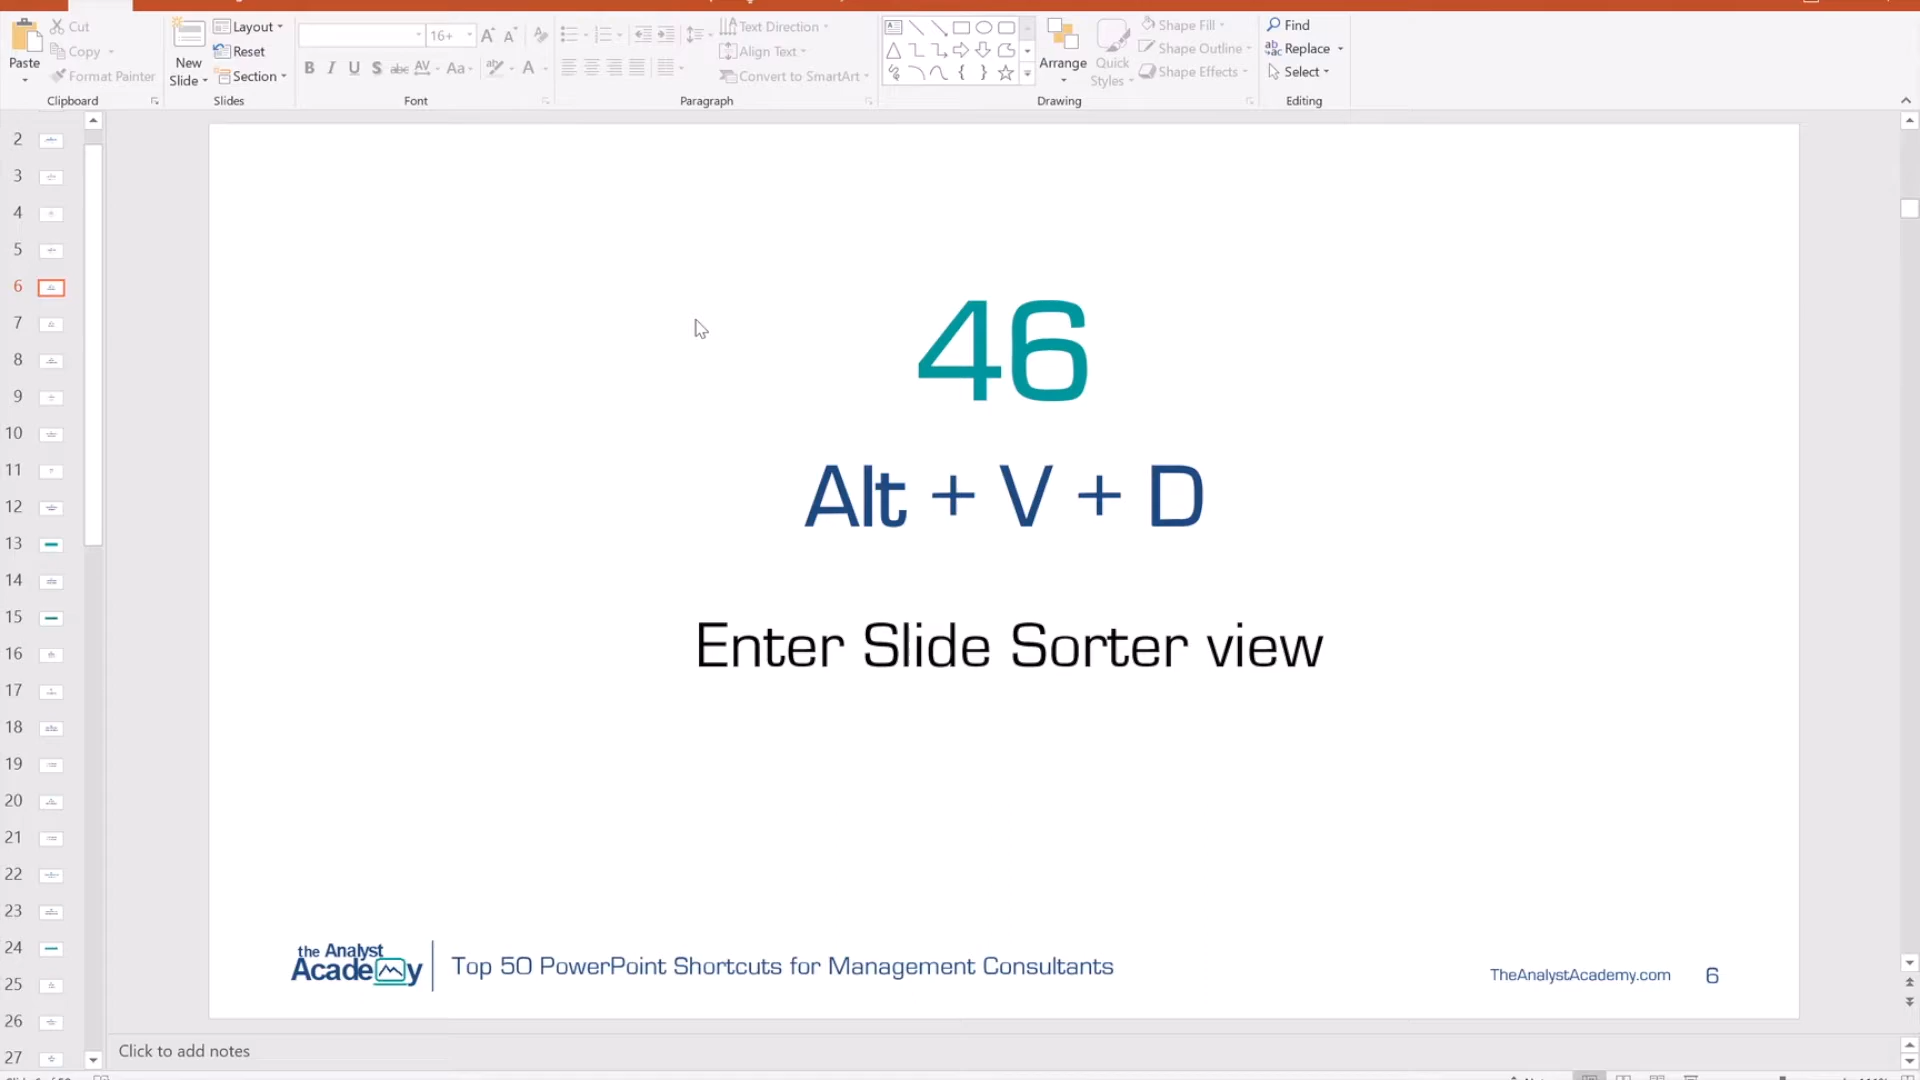 Cut
Copy
Format Painter
Paste
Clipboard
New
Slide
Layout
Reset
Section
Slides
16+
B I U S abc AV Aa A
Font
Text Direction
Align Text
Convert to SmartArt
Paragraph
Arrange
Quick
Styles
Shape Fill
Shape Outline
Shape Effects
Drawing
Find
Replace
Select
Editing
2
3
4
5
6
7
8
9
10
11
12
13
14
15
16
17
18
19
20
21
22
23
24
25
26
27
46
Alt + V + D
Enter Slide Sorter view
the Analyst
Academy
Top 50 PowerPoint Shortcuts for Management Consultants
TheAnalystAcademy.com
6
Click to add notes